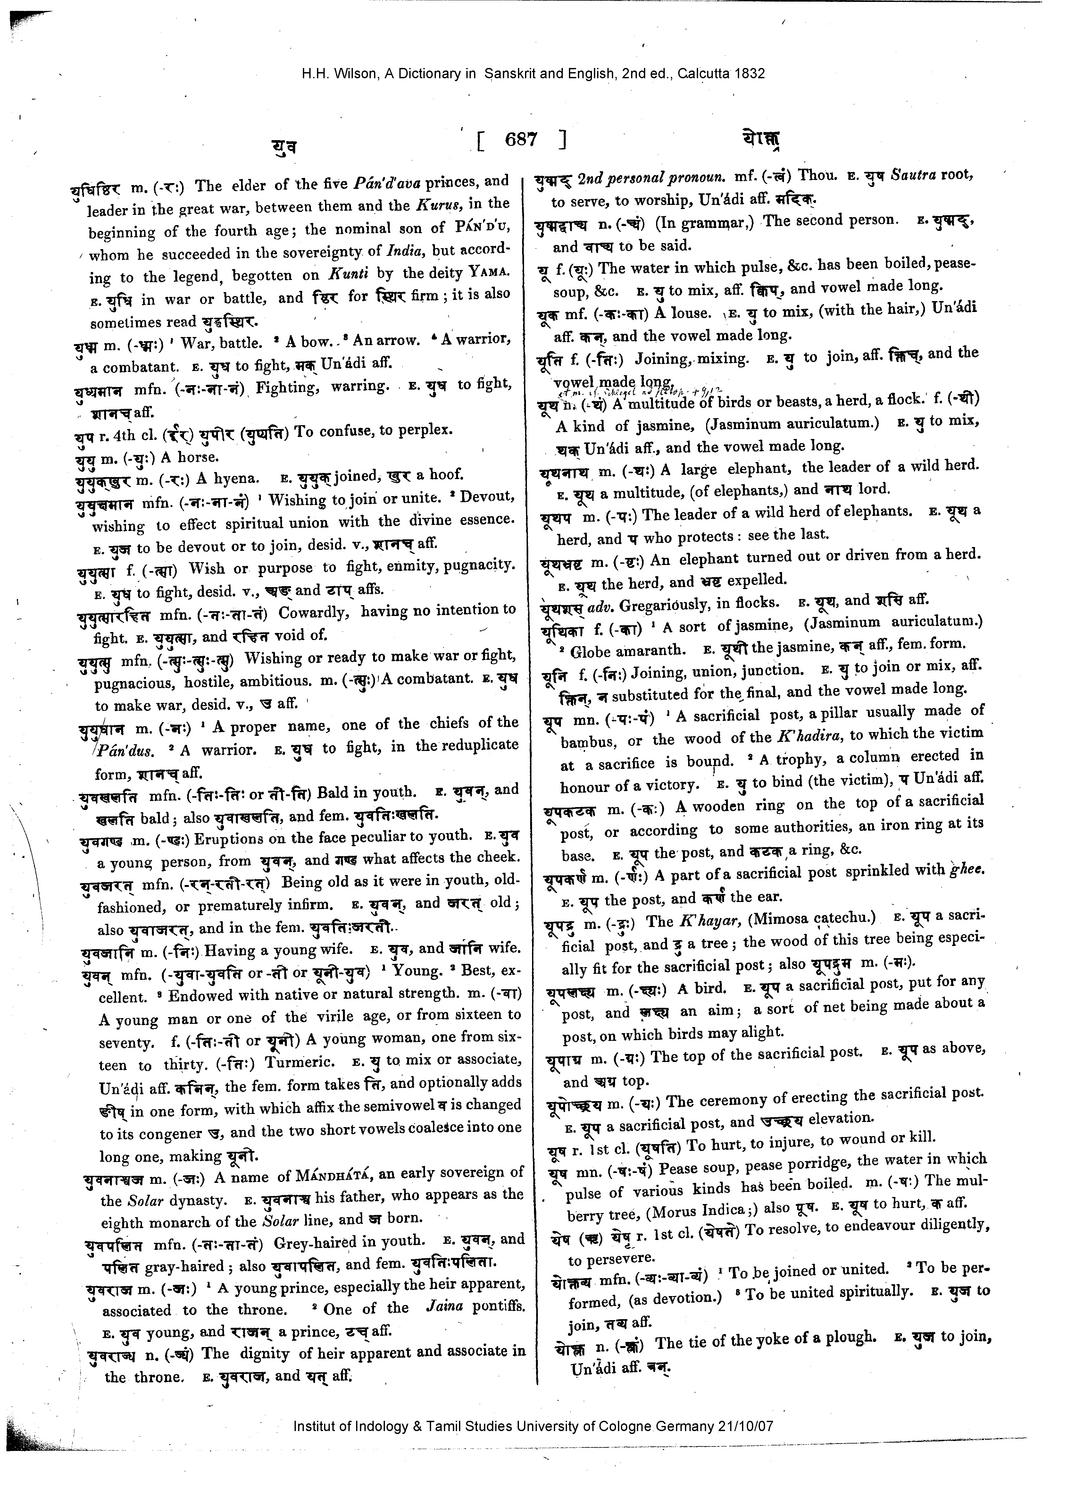 H.H. Wilson, A Dictionary in Sanskrit and English, 2nd ed., Calcutta 1832
युव
[ 687 ]
योक्त्र
युधिष्ठिर m. (-रः) The elder of the five Pán'd'ava princes, and
leader in the great war, between them and the Kurus, in the
beginning of the fourth age; the nominal son of PÁN'D'U,
whom he succeeded in the sovereignty of India, but accord-
ing to the legend, begotten on Kunti by the deity YAMA.
E. युधि in war or battle, and ष्ठिर for स्थिर firm; it is also
sometimes read युद्धस्थिर.
युध्म m. (-ध्मः) ¹ War, battle. ² A bow. ³ An arrow. ⁴ A warrior,
a combatant. E. युध to fight, मक् Un'ádi aff.
युध्यमान mfn. (-नः-ना-नं) Fighting, warring. E. युध to fight,
शानच् aff.
युप r. 4th cl. (इर्) युपीर (युप्यति) To confuse, to perplex.
युयु m. (-युः) A horse.
युयुक्खुर m. (-रः) A hyena. E. युयुक् joined, खुर a hoof.
युयुक्षमान mfn. (-नः-ना-नं) ¹ Wishing to join or unite. ² Devout,
wishing to effect spiritual union with the divine essence.
E. युज to be devout or to join, desid. v., शानच् aff.
युयुत्सा f. (-त्सा) Wish or purpose to fight, enmity, pugnacity.
E. युध to fight, desid. v., अङ् and टाप् affs.
युयुत्सारहित mfn. (-तः-ता-तं) Cowardly, having no intention to
fight. E. युयुत्सा, and रहित void of.
युयुत्सु mfn. (-त्सुः-त्सुः-त्सु) Wishing or ready to make war or fight,
pugnacious, hostile, ambitious. m. (-त्सुः) A combatant. E. युध
to make war, desid. v., उ aff.
युयुधान m. (-नः) ¹ A proper name, one of the chiefs of the
Pán'dus. ² A warrior. E. युध to fight, in the reduplicate
form, शानच् aff.
युवखलति mfn. (-तिः-तिः or ती-ति) Bald in youth. E. युवन्, and
खलति bald; also युवाखलति, and fem. युवतिःखलति.
युवगण्ड m. (-ण्डः) Eruptions on the face peculiar to youth. E. युव
a young person, from युवन्, and गण्ड what affects the cheek.
युवजरत् mfn. (-रन्-रती-रत्) Being old as it were in youth, old-
fashioned, or prematurely infirm. E. युवन्, and जरत् old;
also युवाजरत्, and in the fem. युवतिःजरती.
युवजानि m. (-निः) Having a young wife. E. युव, and जानि wife.
युवन् mfn. (-युवा-युवति or -ती or यूनी-युव) ¹ Young. ² Best, ex-
cellent. ³ Endowed with native or natural strength. m. (-वा)
A young man or one of the virile age, or from sixteen to
seventy. f. (-तिः-ती or यूनी) A young woman, one from six-
teen to thirty. (-तिः) Turmeric. E. यु to mix or associate,
Un'ádi aff. कनिन्, the fem. form takes ति, and optionally adds
ङीष् in one form, with which affix the semivowel व is changed
to its congener उ, and the two short vowels coalesce into one
long one, making यूनी.
युवनाश्वज m. (-जः) A name of MÁNDHÁTÁ, an early sovereign of
the Solar dynasty. E. युवनाश्व his father, who appears as the
eighth monarch of the Solar line, and ज born.
युवपलित mfn. (-तः-ता-तं) Grey-haired in youth. E. युवन्, and
पलित gray-haired; also युवापलित, and fem. युवतिःपलिता.
युवराज m. (-जः) ¹ A young prince, especially the heir apparent,
associated to the throne. ² One of the Jaina pontiffs.
E. युव young, and राजन् a prince, टच् aff.
युवराज्य n. (-ज्यं) The dignity of heir apparent and associate in
the throne. E. युवराज, and यत् aff.
युष्मद् 2nd personal pronoun. mf. (-त्वं) Thou. E. युष Sautra root,
to serve, to worship, Un'ádi aff. मदिक्.
युष्मद्वाच्य n. (-च्यं) (In grammar,) The second person. E. युष्मद्,
and वाच्य to be said.
यू f. (यूः) The water in which pulse, &c. has been boiled, pease-
soup, &c. E. यु to mix, aff. क्विप्, and vowel made long.
यूक mf. (-कः-का) A louse. E. यु to mix, (with the hair,) Un'ádi
aff. कन्, and the vowel made long.
यूति f. (-तिः) Joining, mixing. E. यु to join, aff. क्तिच्, and the
vowel made long.
यूथ n. (-थं) A multitude of birds or beasts, a herd, a flock. f. (-थी)
A kind of jasmine, (Jasminum auriculatum.) E. यु to mix,
थक् Un'ádi aff., and the vowel made long.
यूथनाथ m. (-थः) A large elephant, the leader of a wild herd.
E. यूथ a multitude, (of elephants,) and नाथ lord.
यूथप m. (-पः) The leader of a wild herd of elephants. E. यूथ a
herd, and प who protects: see the last.
यूथभ्रष्ट m. (-ष्टः) An elephant turned out or driven from a herd.
E. यूथ the herd, and भ्रष्ट expelled.
यूथशस् adv. Gregariously, in flocks. E. यूथ, and शसि aff.
यूथिका f. (-का) ¹ A sort of jasmine, (Jasminum auriculatum.)
² Globe amaranth. E. यूथी the jasmine, कन् aff., fem. form.
यूनि f. (-निः) Joining, union, junction. E. यु to join or mix, aff.
क्तिन्, न substituted for the final, and the vowel made long.
यूप mn. (-पः-पं) ¹ A sacrificial post, a pillar usually made of
bambus, or the wood of the K'hadira, to which the victim
at a sacrifice is bound. ² A trophy, a column erected in
honour of a victory. E. यु to bind (the victim), प Un'ádi aff.
यूपकटक m. (-कः) A wooden ring on the top of a sacrificial
post, or according to some authorities, an iron ring at its
base. E. यूप the post, and कटक a ring, &c.
यूपकर्ण m. (-र्णः) A part of a sacrificial post sprinkled with ghee.
E. यूप the post, and कर्ण the ear.
यूपद्रु m. (-द्रुः) The K'hayar, (Mimosa catechu.) E. यूप a sacri-
ficial post, and द्रु a tree; the wood of this tree being especi-
ally fit for the sacrificial post; also यूपद्रुम m. (-मः).
यूपलक्ष्य m. (-क्ष्यः) A bird. E. यूप a sacrificial post, put for any
post, and लक्ष्य an aim; a sort of net being made about a
post, on which birds may alight.
यूपाग्र m. (-ग्रः) The top of the sacrificial post. E. यूप as above,
and अग्र top.
यूपोच्छ्रय m. (-यः) The ceremony of erecting the sacrificial post.
E. यूप a sacrificial post, and उच्छ्रय elevation.
यूष r. 1st cl. (यूषति) To hurt, to injure, to wound or kill.
यूष mn. (-षः-षं) Pease soup, pease porridge, the water in which
pulse of various kinds has been boiled. m. (-षः) The mul-
berry tree, (Morus Indica;) also पूष. E. यूष to hurt, क aff.
येष (ऋ) येषृ r. 1st cl. (येषते) To resolve, to endeavour diligently,
to persevere.
योक्तव्य mfn. (-व्यः-व्या-व्यं) ¹ To be joined or united. ² To be per-
formed, (as devotion.) ³ To be united spiritually. E. युज to
join, तव्य aff.
योक्त्र n. (-क्त्रं) The tie of the yoke of a plough. E. युज to join,
Un'ádi aff. त्रन्.
Institut of Indology & Tamil Studies University of Cologne Germany 21/10/07